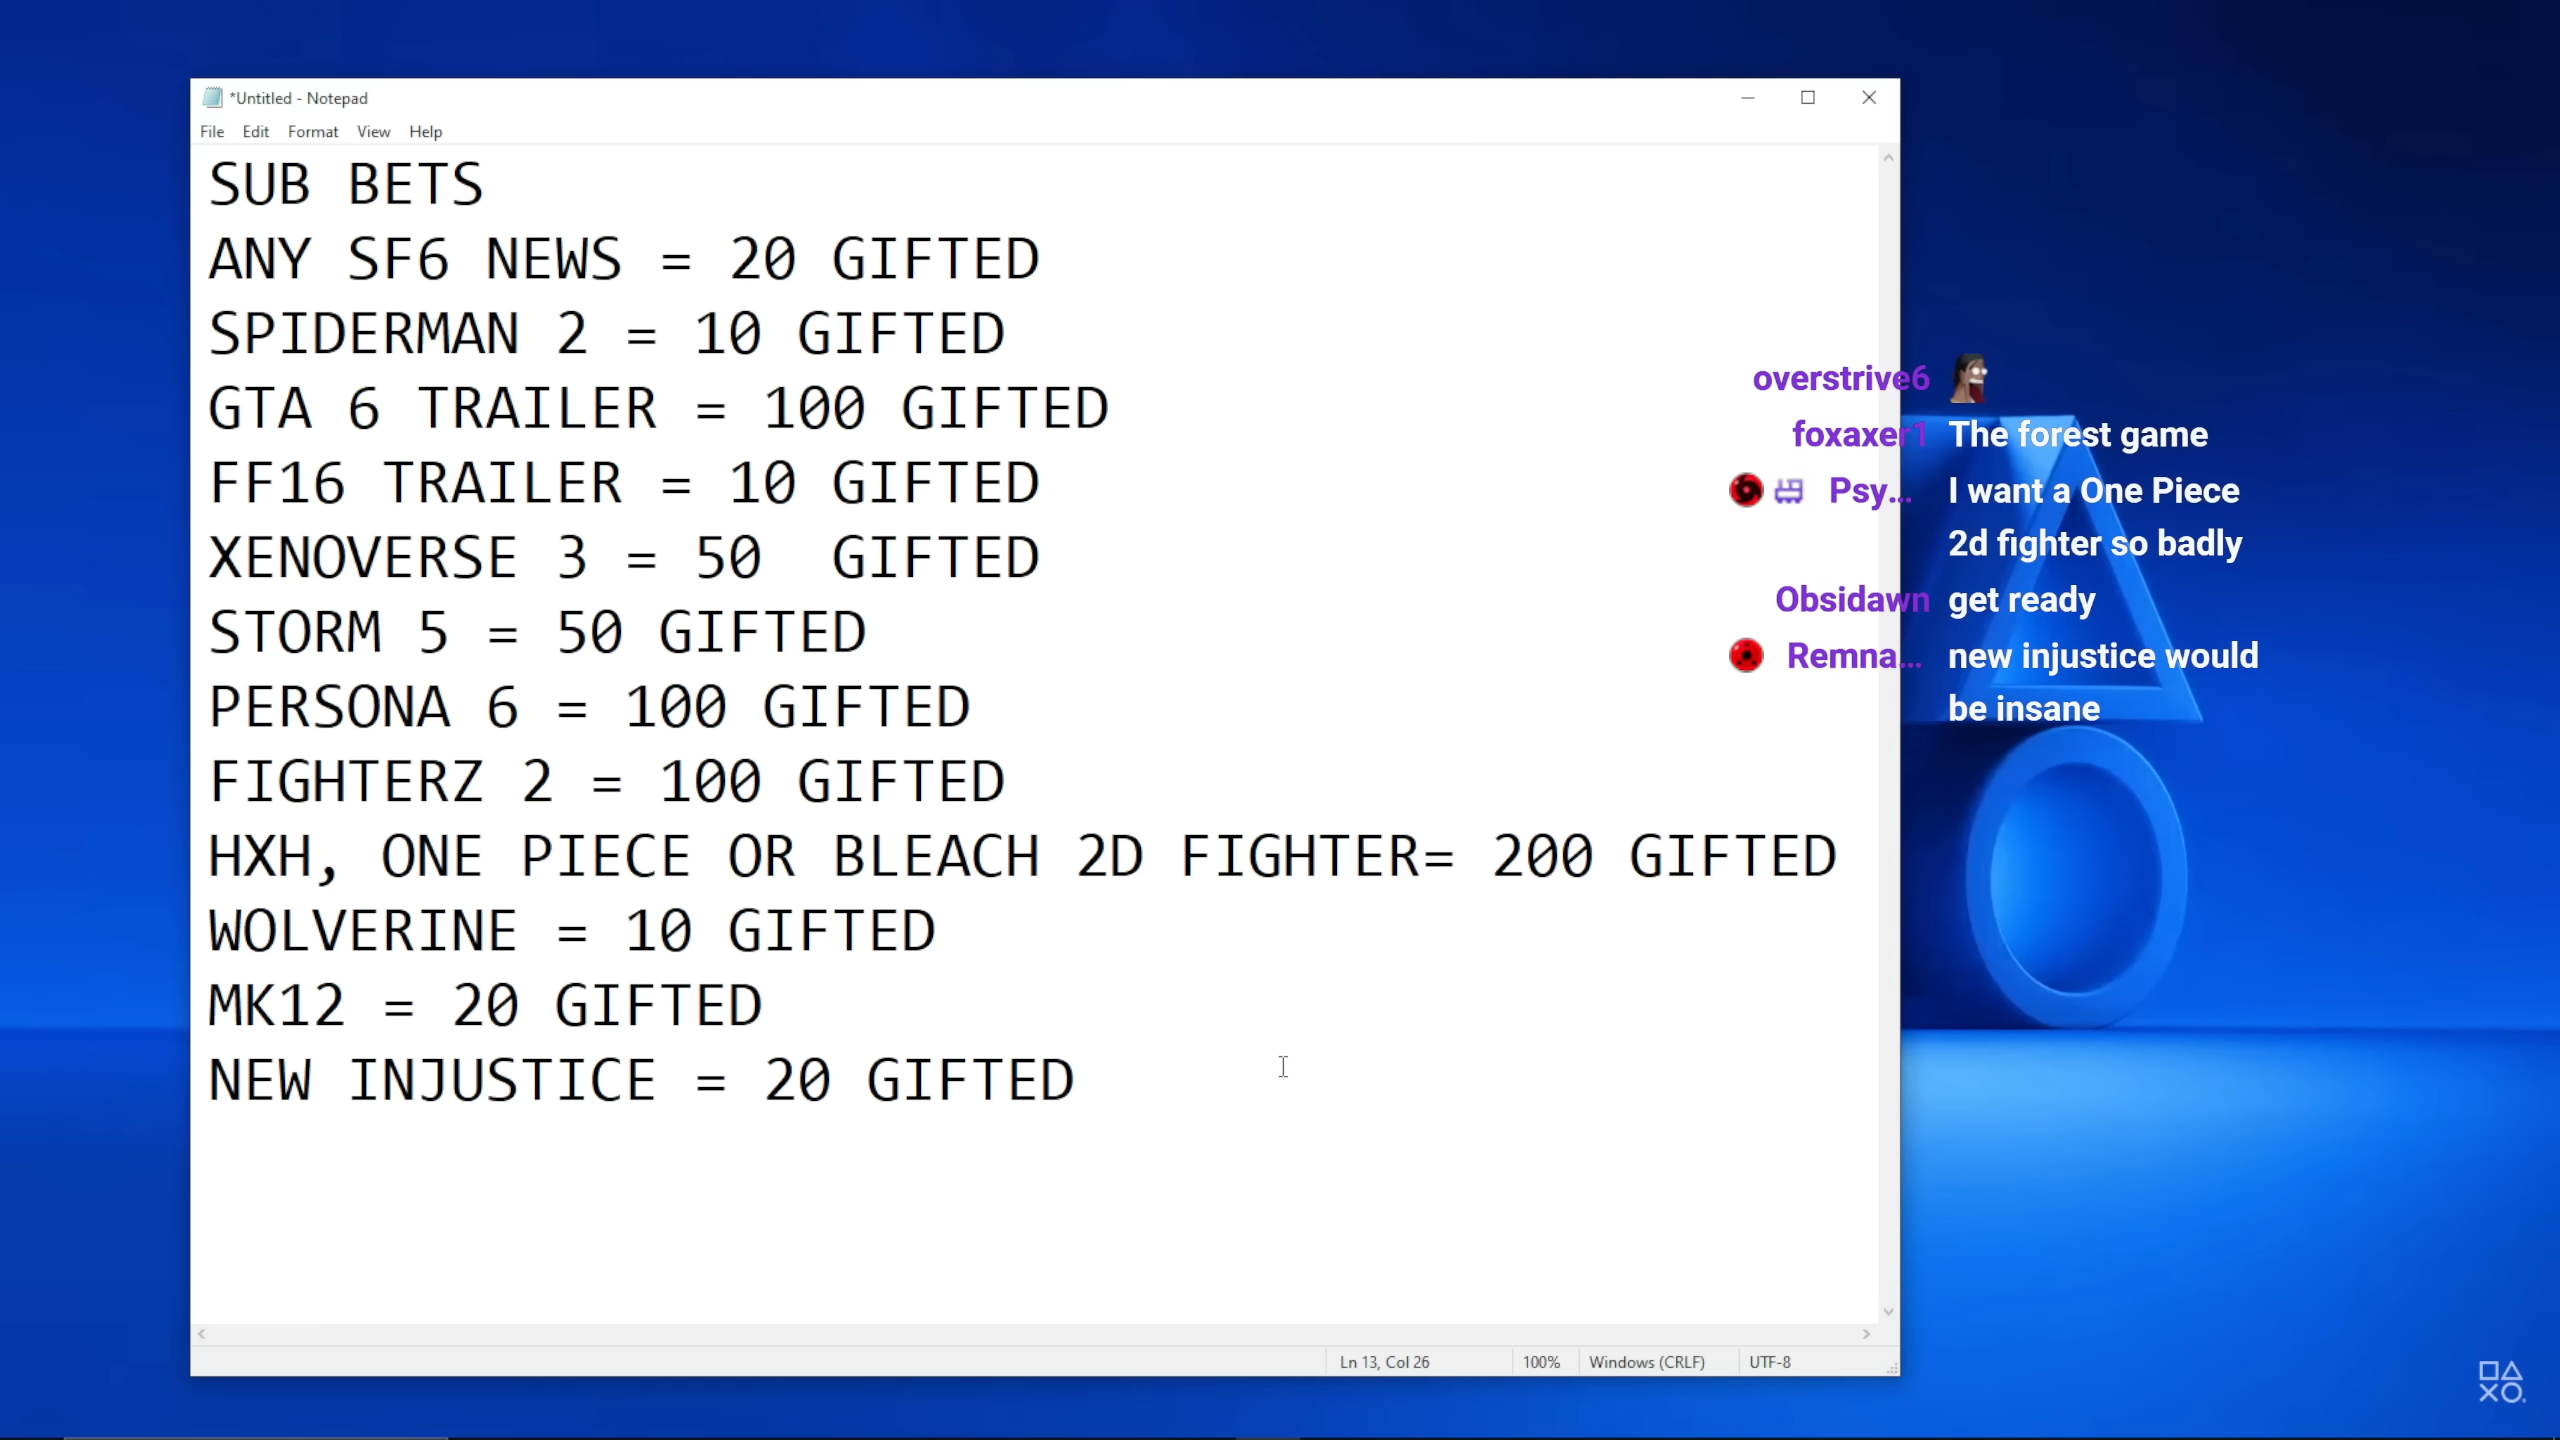 *Untitled - Notepad
File Edit Format View Help
SUB BETS
ANY SF6 NEWS = 20 GIFTED
SPIDERMAN 2 = 10 GIFTED
GTA 6 TRAILER = 100 GIFTED
FF16 TRAILER = 10 GIFTED
XENOVERSE 3 = 50  GIFTED
STORM 5 = 50 GIFTED
PERSONA 6 = 100 GIFTED
FIGHTERZ 2 = 100 GIFTED
HXH, ONE PIECE OR BLEACH 2D FIGHTER= 200 GIFTED
WOLVERINE = 10 GIFTED
MK12 = 20 GIFTED
NEW INJUSTICE = 20 GIFTED
overstrive6
foxaxer1 The forest game
Psy... I want a One Piece
2d fighter so badly
Obsidawn get ready
Remna... new injustice would
be insane
Ln 13, Col 26 100% Windows (CRLF) UTF-8